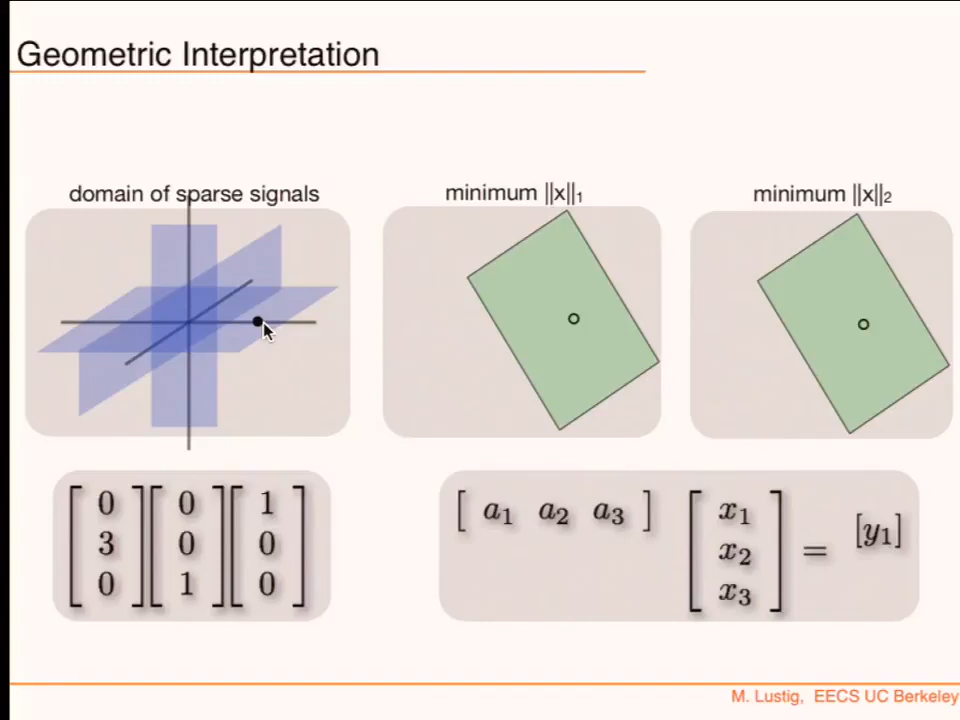 Geometric Interpretation
domain of sparse signals
minimum ||x||₁
minimum ||x||₂
[0 3 0] [0 0 1] [1 0 0]
[a₁ a₂ a₃] [x₁ x₂ x₃] = [y₁]
M. Lustig, EECS UC Berkeley